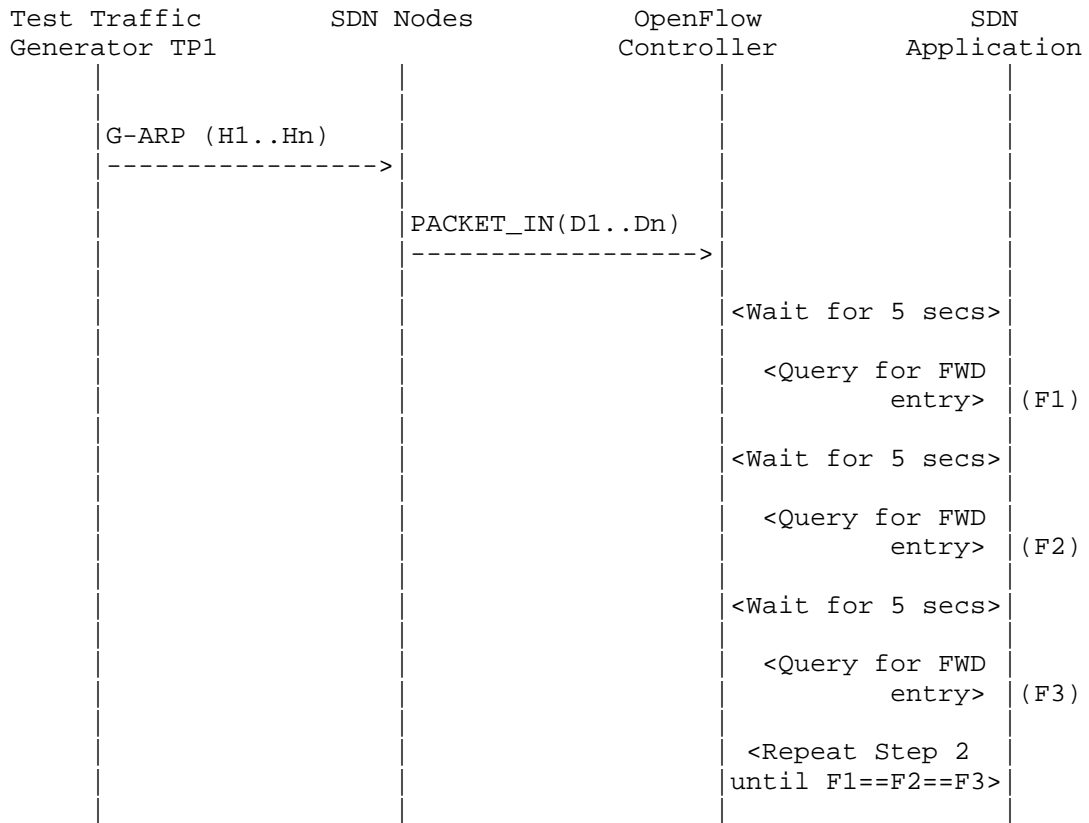 Test Traffic SDN Nodes OpenFlow SDN
Generator TP1 Controller Application
G-ARP (H1..Hn)
----------------->
PACKET_IN(D1..Dn)
------------------>
<Wait for 5 secs>
<Query for FWD
entry> (F1)
<Wait for 5 secs>
<Query for FWD
entry> (F2)
<Wait for 5 secs>
<Query for FWD
entry> (F3)
<Repeat Step 2
until F1==F2==F3>